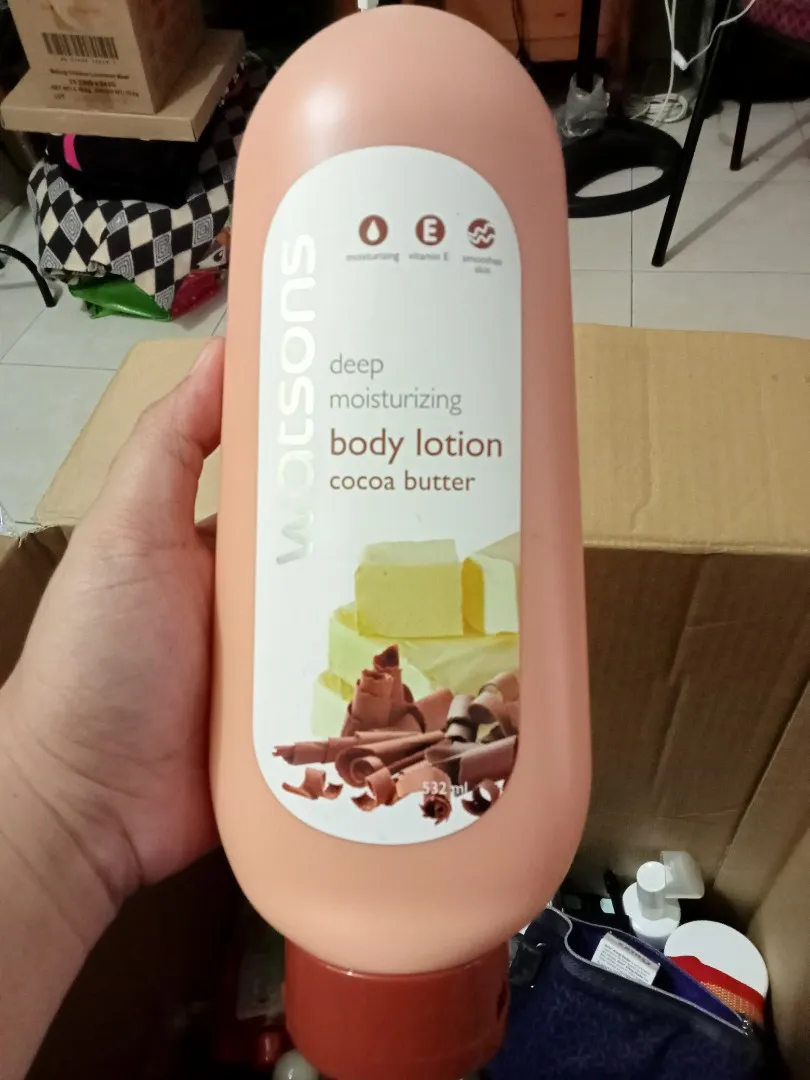 watsons
moisturizing
E
vitamin E
smoothes
skin
deep
moisturizing
body lotion
cocoa butter
532 ml